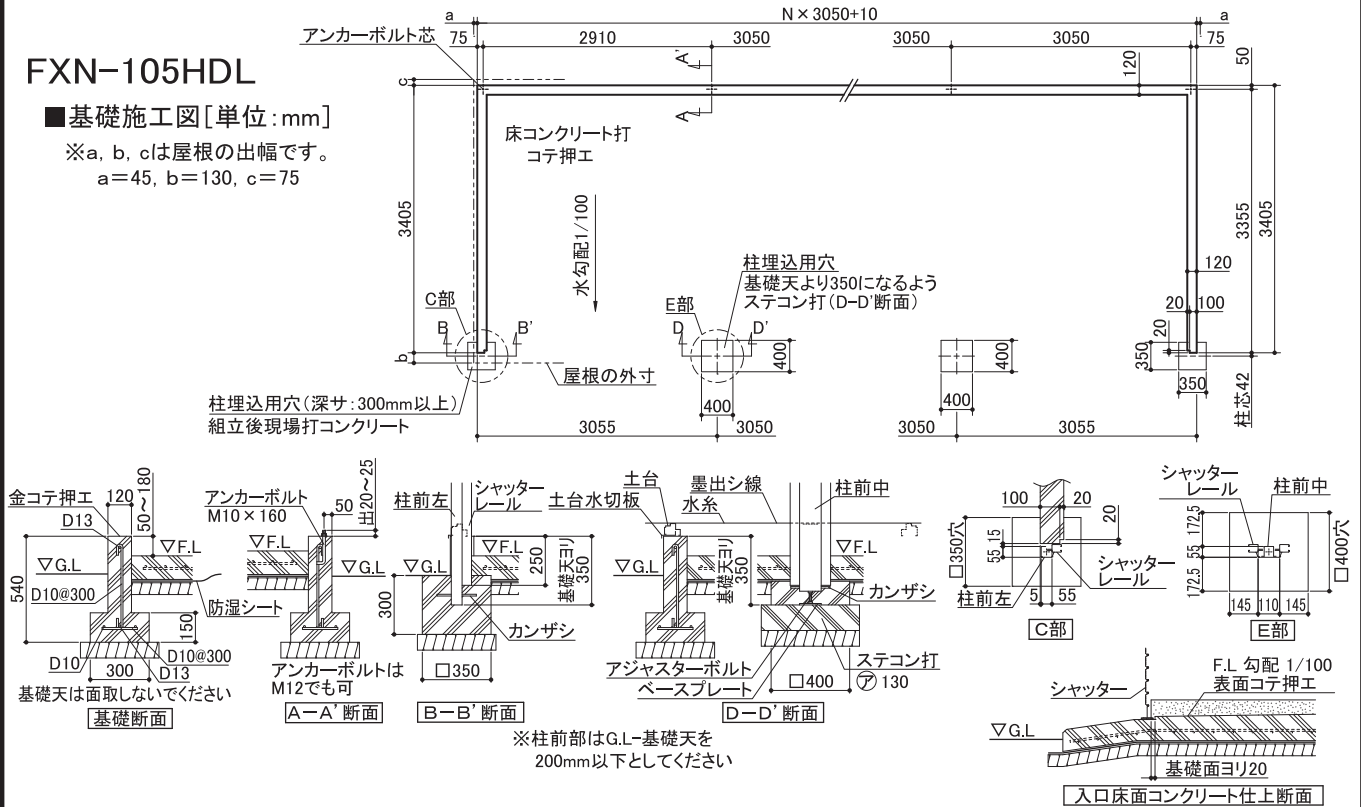 FXN-105HDL
■基礎施工図[単位:mm]
※a, b, cは屋根の出幅です。
a=45, b=130, c=75
a
N×3050+10
a
アンカーボルト芯
75
2910
A'
3050
3050
3050
75
120
50
c
A
床コンクリート打
コテ押エ
3405
水勾配1/100
3355
3405
柱埋込用穴
基礎天より350になるよう
ステコン打(D-D'断面)
120
20
100
20
C部
B
B'
E部
D
D'
400
400
400
400
350
350
柱芯42
b
屋根の外寸
柱埋込用穴(深サ:300mm以上)
組立後現場打コンクリート
3055
3050
3050
3055
金コテ押エ
120
50~180
D13
▽F.L
▽G.L
540
D10@300
防湿シート
150
D10@300
D10
D13
300
基礎天は面取しないでください
基礎断面
アンカーボルト
M10×160
50
出20~25
▽F.L
▽G.L
アンカーボルトは
M12でも可
A-A'断面
柱前左
シャッター
レール
▽F.L
250
基礎天ヨリ
350
300
カンザシ
□350
B-B'断面
土台
土台水切板
墨出シ線
水糸
柱前中
▽F.L
▽G.L
基礎天ヨリ
350
カンザシ
アジャスターボルト
ベースプレート
ステコン打
㋐130
□400
D-D'断面
※柱前部はG.L-基礎天を
200mm以下としてください
100
20
20
□350穴
55
15
シャッター
レール
柱前左
5
55
C部
シャッター
レール
柱前中
172.5
55
172.5
□400穴
145
110
145
E部
シャッター
F.L 勾配 1/100
表面コテ押エ
▽G.L
基礎面ヨリ20
入口床面コンクリート仕上断面